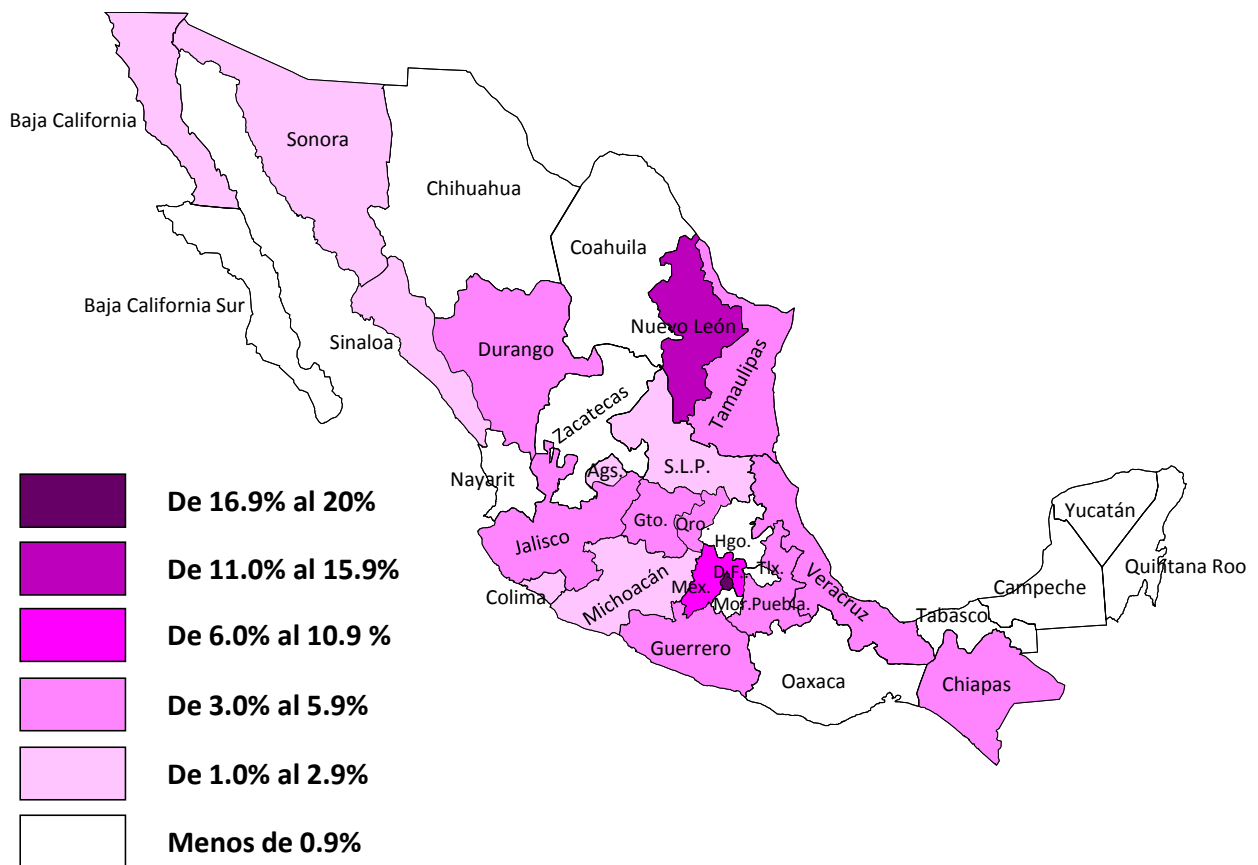 Baja California
Sonora
Chihuahua
Coahuila
Baja California Sur
Sinaloa
Durango
Nuevo León
Tamaulipas
Zacatecas
Nayarit
Ags.
S.L.P.
Jalisco
Gto.
Qro.
Hgo.
Colima
Michoacán
Méx.
D.F.
Tlx.
Mor.
Puebla.
Veracruz
Guerrero
Oaxaca
Tabasco
Chiapas
Campeche
Yucatán
Quintana Roo
De 16.9% al 20%
De 11.0% al 15.9%
De 6.0% al 10.9 %
De 3.0% al 5.9%
De 1.0% al 2.9%
Menos de 0.9%